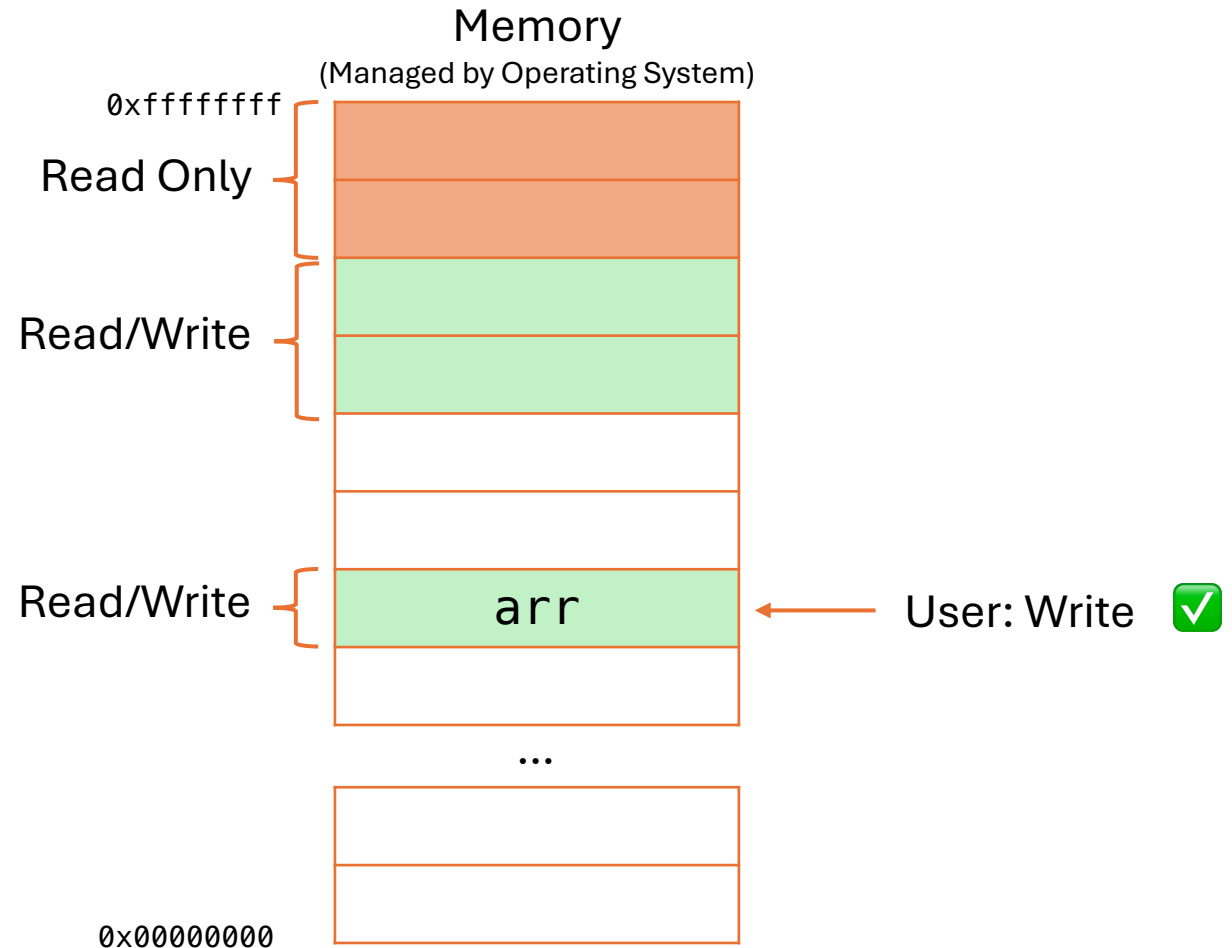 Memory
(Managed by Operating System)
0xffffffff
Read Only
Read/Write
Read/Write
arr
User: Write ✅
...
0x00000000